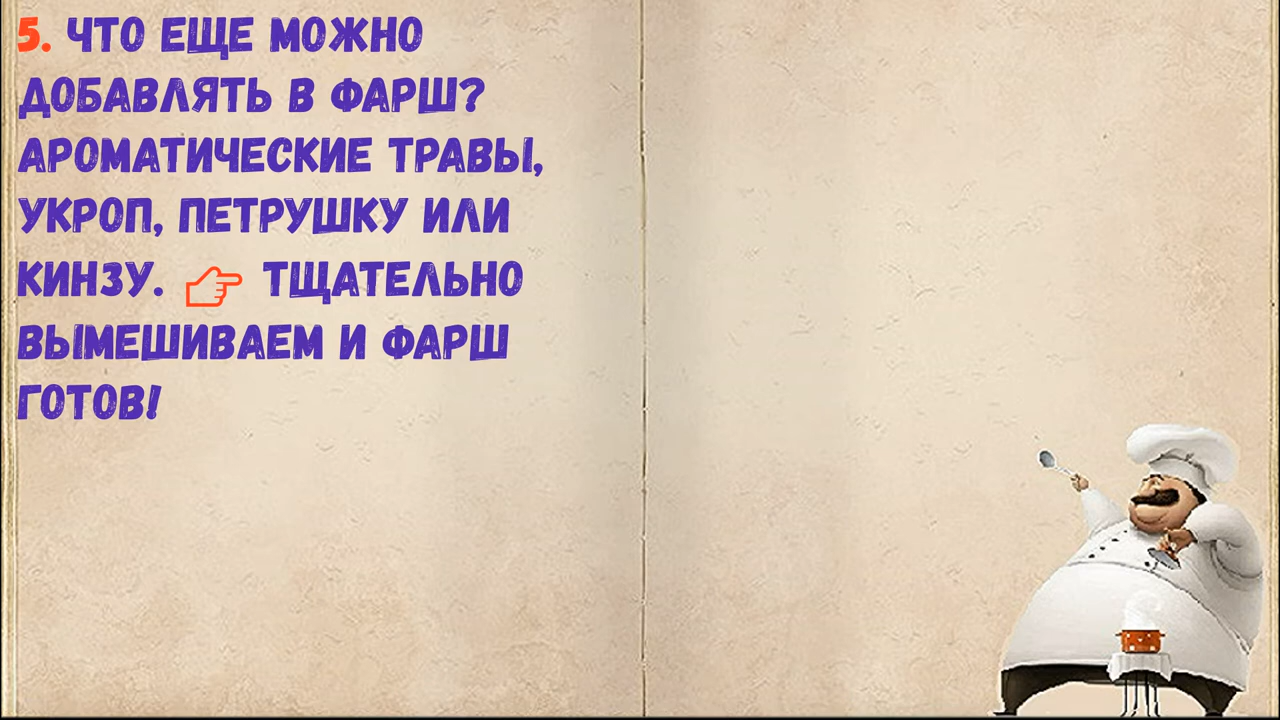 5. ЧТО ЕЩЕ МОЖНО
ДОБАВЛЯТЬ В ФАРШ?
АРОМАТИЧЕСКИЕ ТРАВЫ,
УКРОП, ПЕТРУШКУ ИЛИ
КИНЗУ. 👉 ТЩАТЕЛЬНО
ВЫМЕШИВАЕМ И ФАРШ
ГОТОВ!